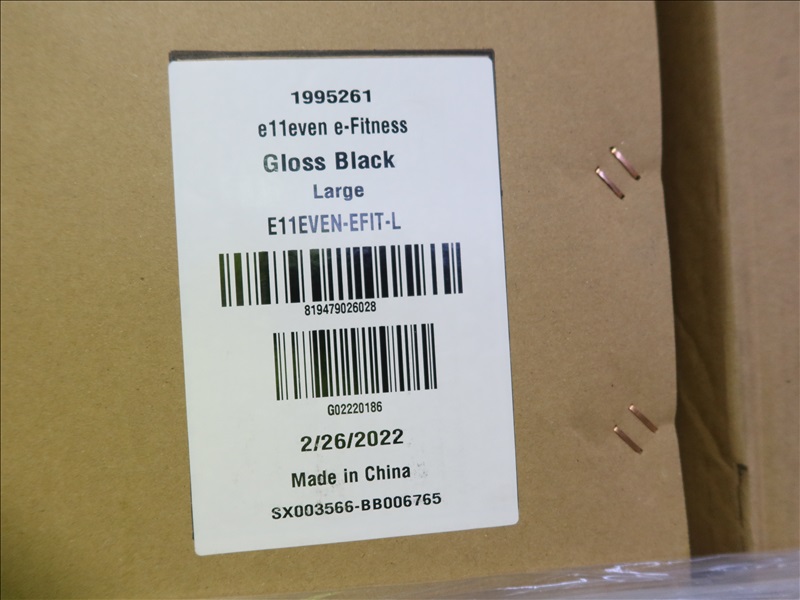 1995261
e11even e-Fitness
Gloss Black
Large
E11EVEN-EFIT-L
819479026028
G02220186
2/26/2022
Made in China
SX003566-BB006765